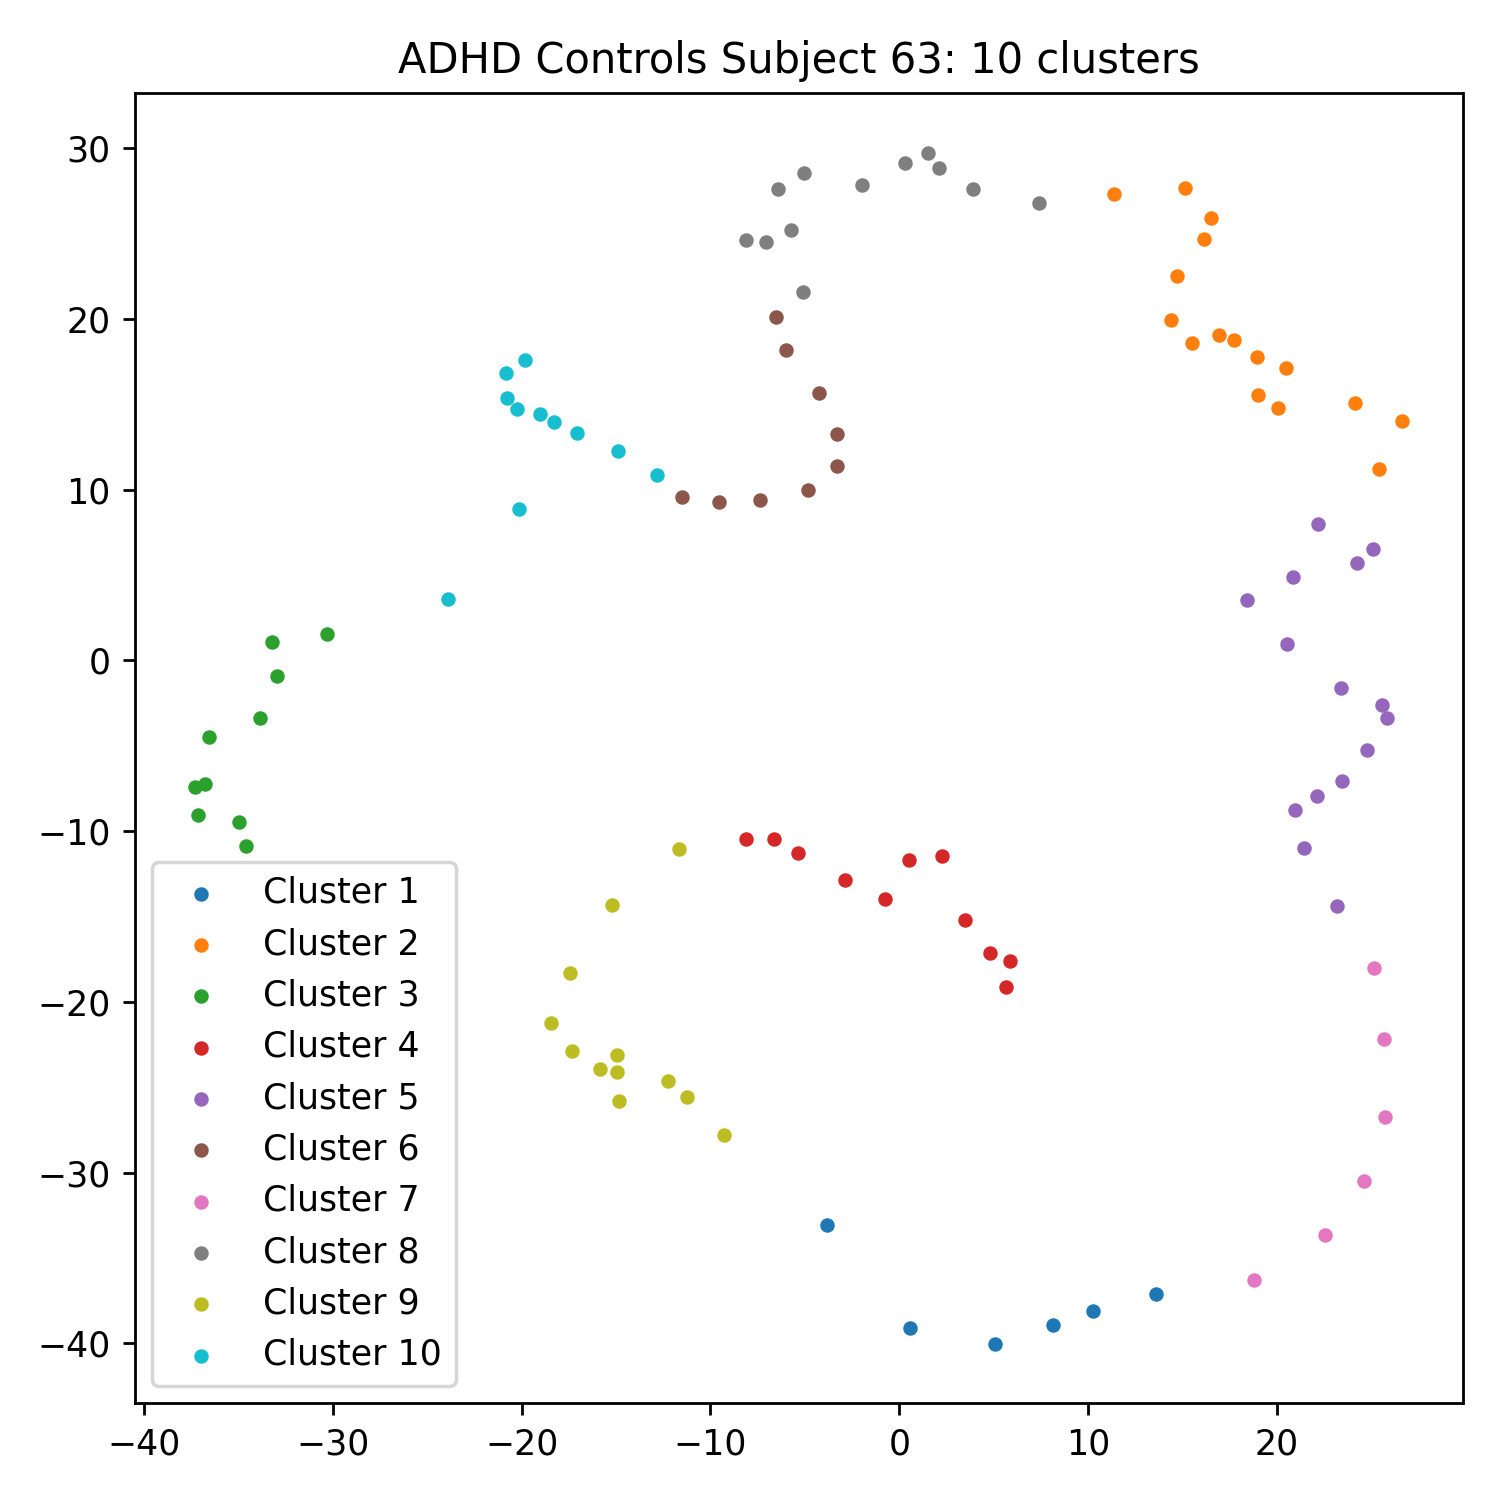 ADHD Controls Subject 63: 10 clusters
30
20
10
0
−10
−20
−30
−40
Cluster 1
Cluster 2
Cluster 3
Cluster 4
Cluster 5
Cluster 6
Cluster 7
Cluster 8
Cluster 9
Cluster 10
−40 −30 −20 −10 0 10 20